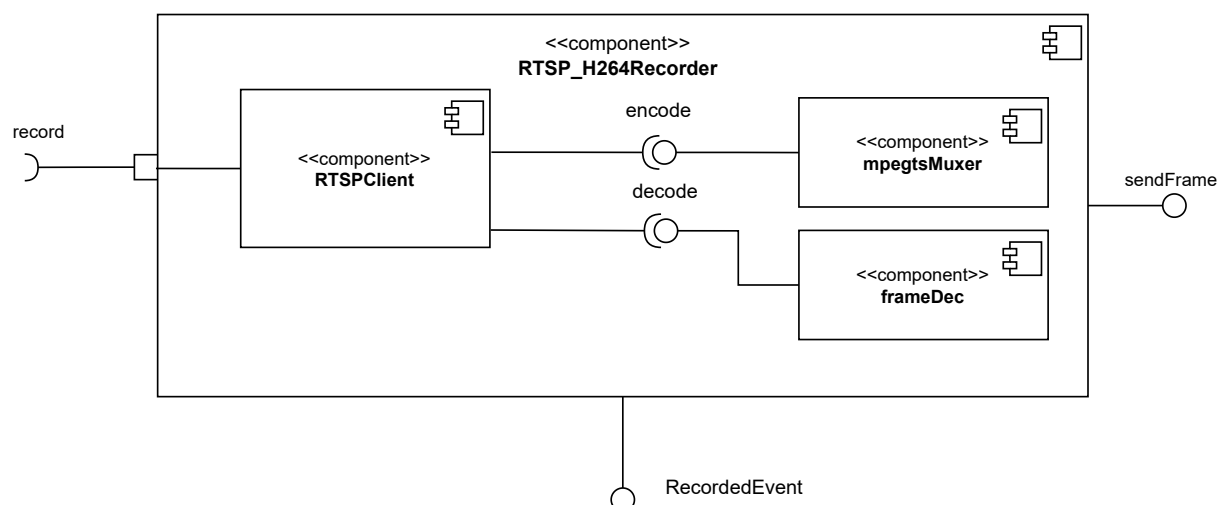 <<component>>
RTSP_H264Recorder
record
<<component>>
RTSPClient
encode
<<component>>
mpegtsMuxer
decode
sendFrame
<<component>>
frameDec
RecordedEvent